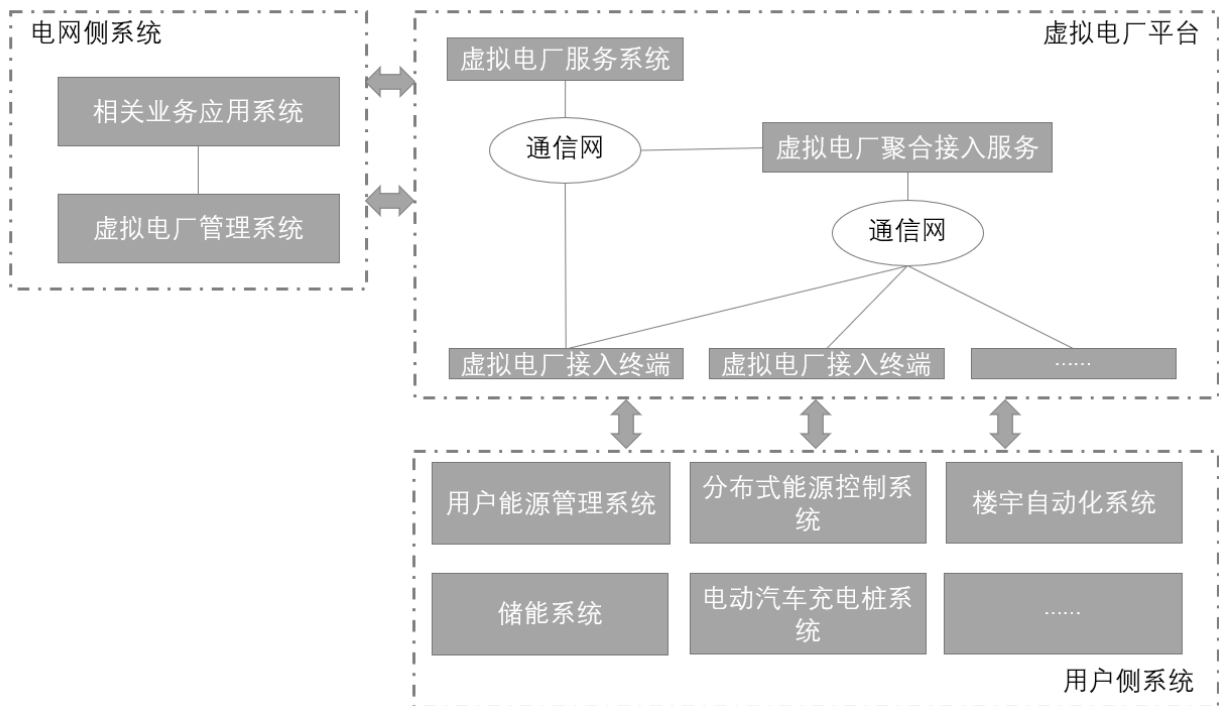 电网侧系统
相关业务应用系统
虚拟电厂管理系统
虚拟电厂平台
虚拟电厂服务系统
通信网
虚拟电厂聚合接入服务
通信网
虚拟电厂接入终端
虚拟电厂接入终端
……
用户能源管理系统
分布式能源控制系
统
楼宇自动化系统
储能系统
电动汽车充电桩系
统
……
用户侧系统